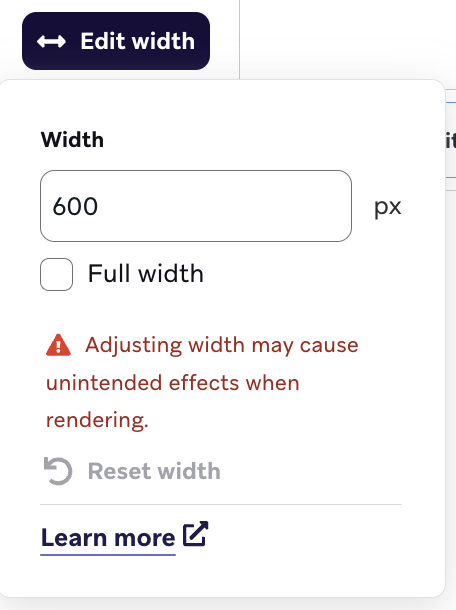 Edit width
Width
600
px
Full width
Adjusting width may cause
unintended effects when
rendering.
Reset width
Learn more